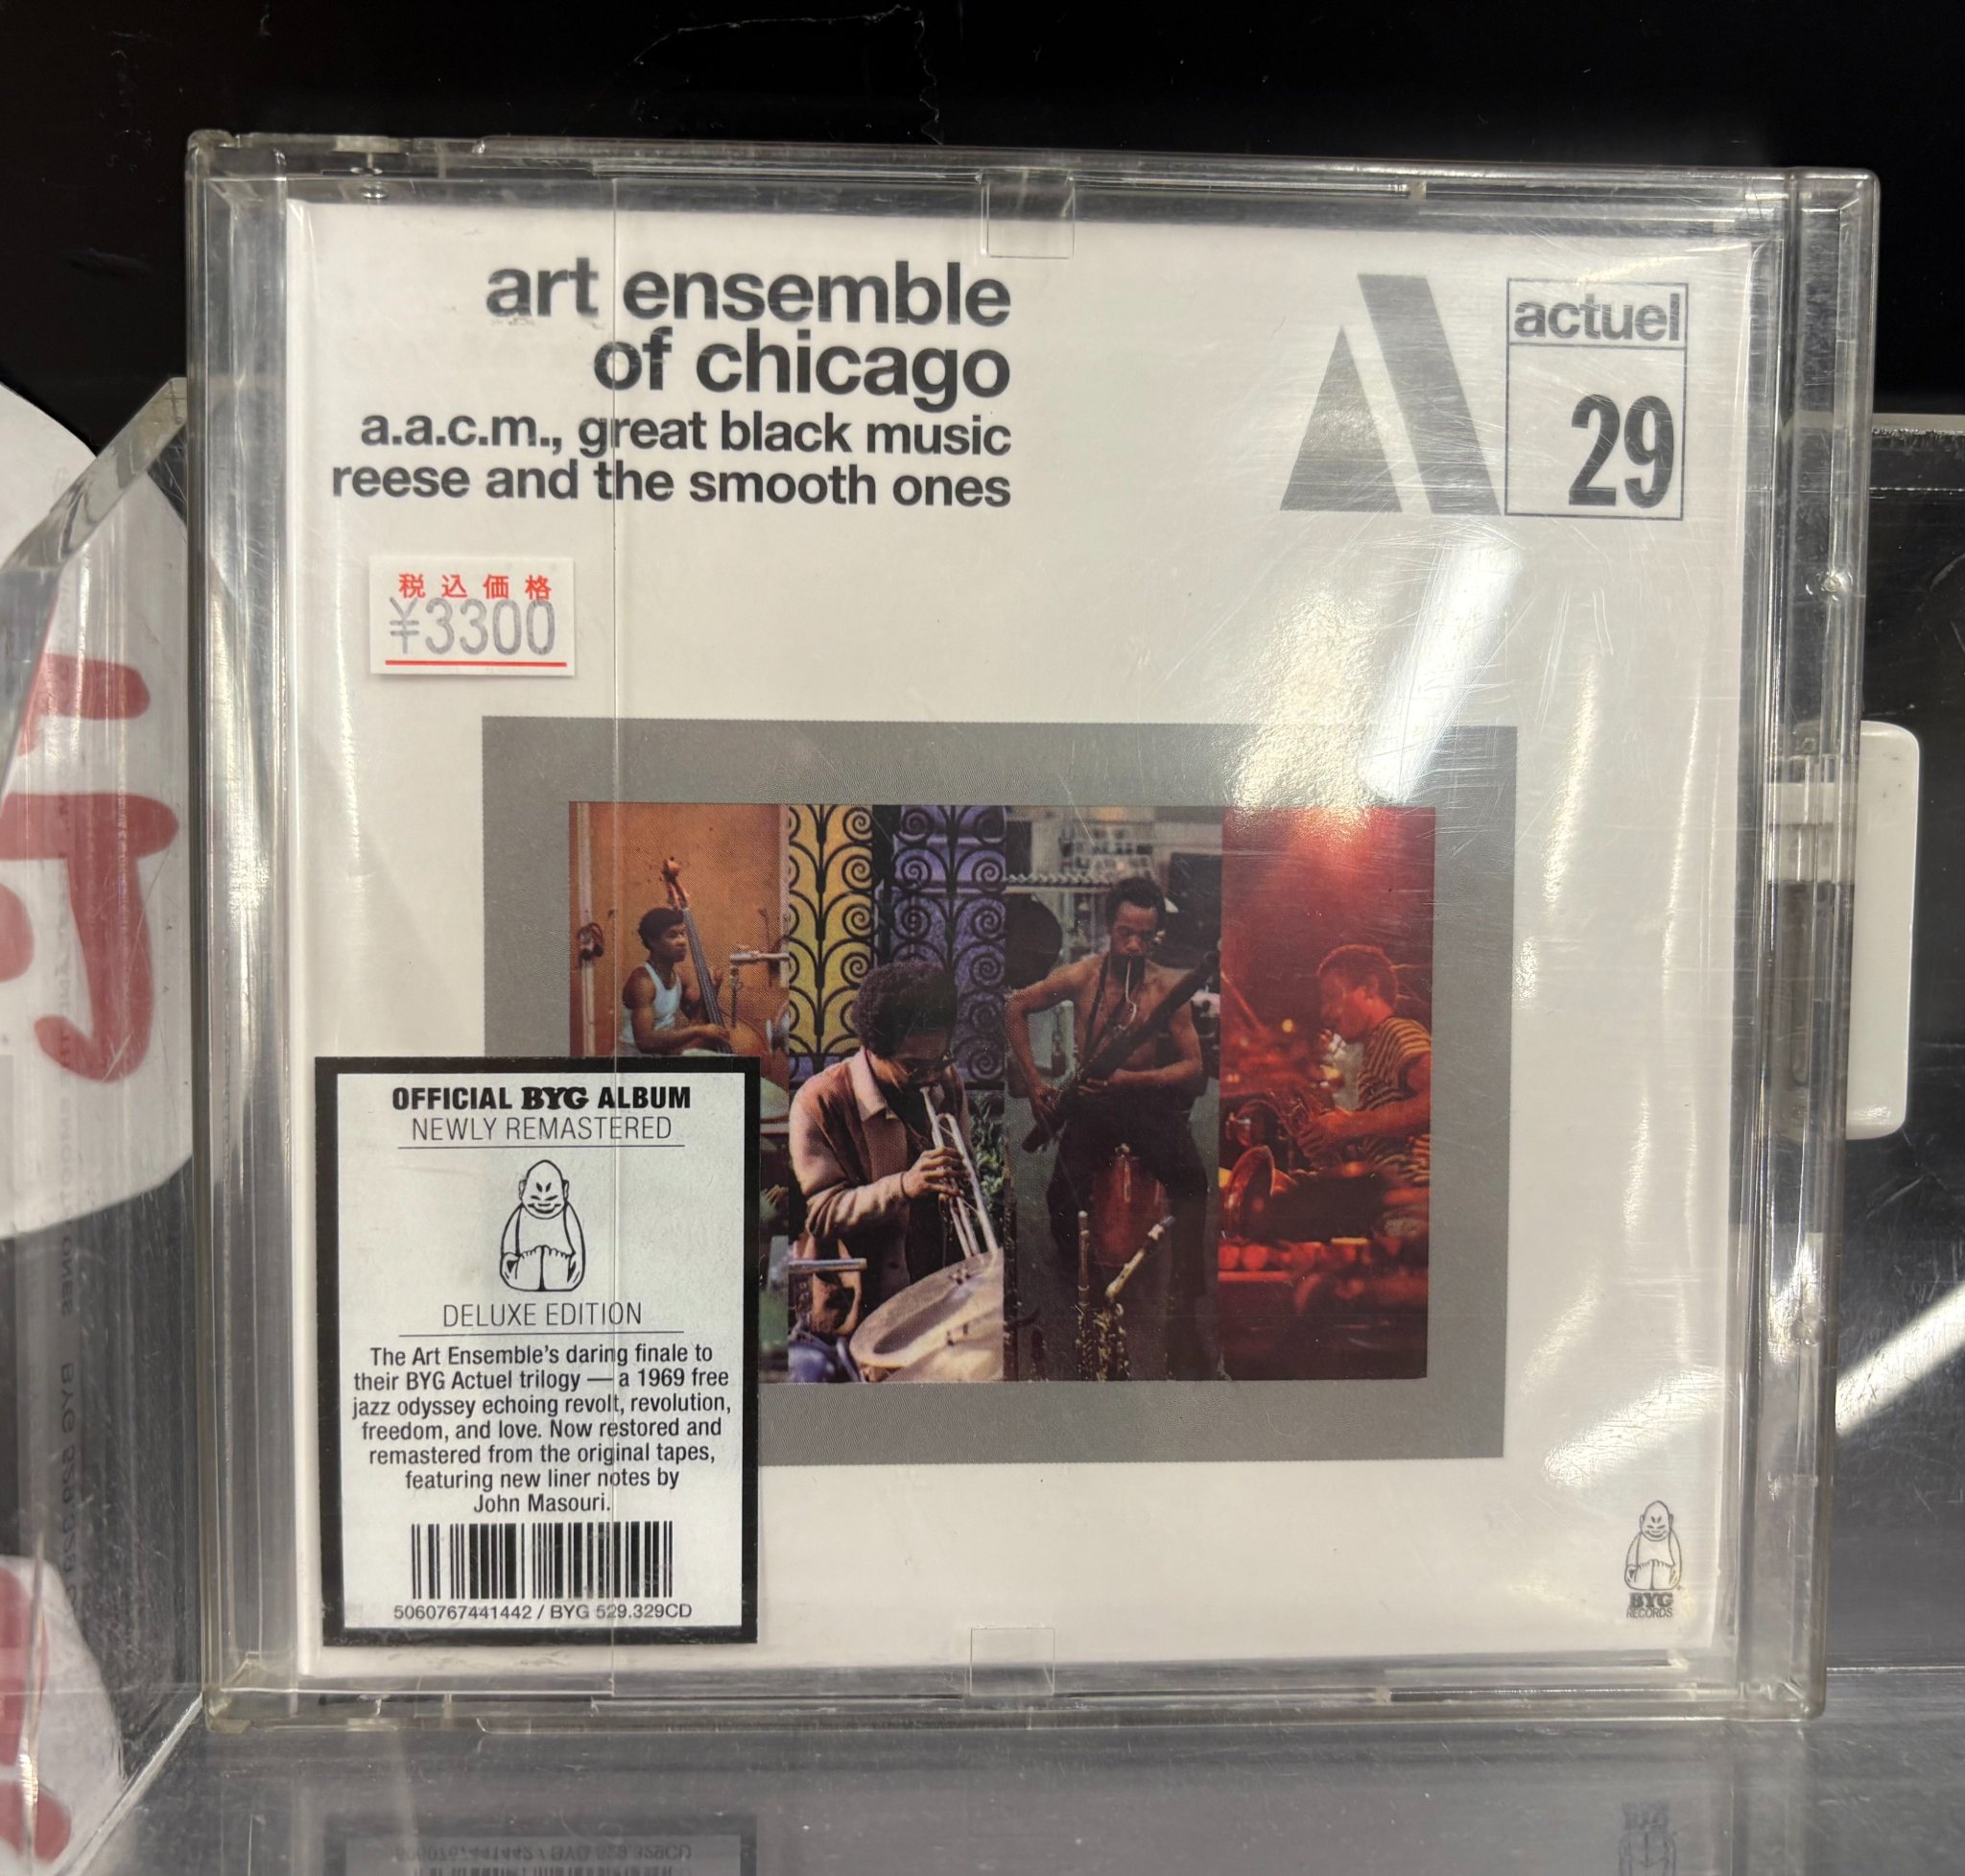 art ensemble
of chicago
a.a.c.m., great black music
reese and the smooth ones
actuel
29
税込価格
¥3300
OFFICIAL BYG ALBUM
NEWLY REMASTERED
DELUXE EDITION
The Art Ensemble’s daring finale to
their BYG Actuel trilogy — a 1969 free
jazz odyssey echoing revolt, revolution,
freedom, and love. Now restored and
remastered from the original tapes,
featuring new liner notes by
John Masouri.
5060767441442 / BYG 529.329CD
BYG
RECORDS